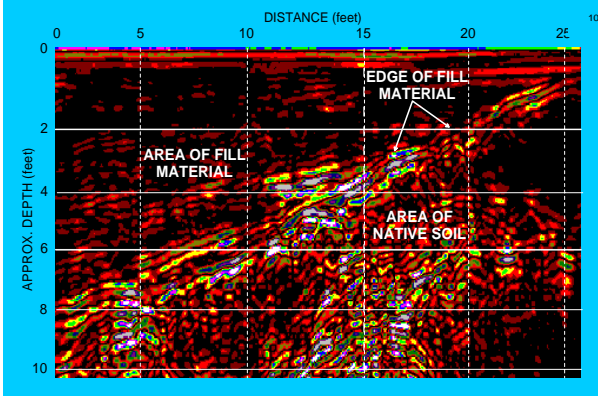 DISTANCE (feet)
0 5 10 15 20 25
10
0
2
4
6
8
10
APPROX. DEPTH (feet)
EDGE OF FILL
MATERIAL
AREA OF FILL
MATERIAL
AREA OF
NATIVE SOIL